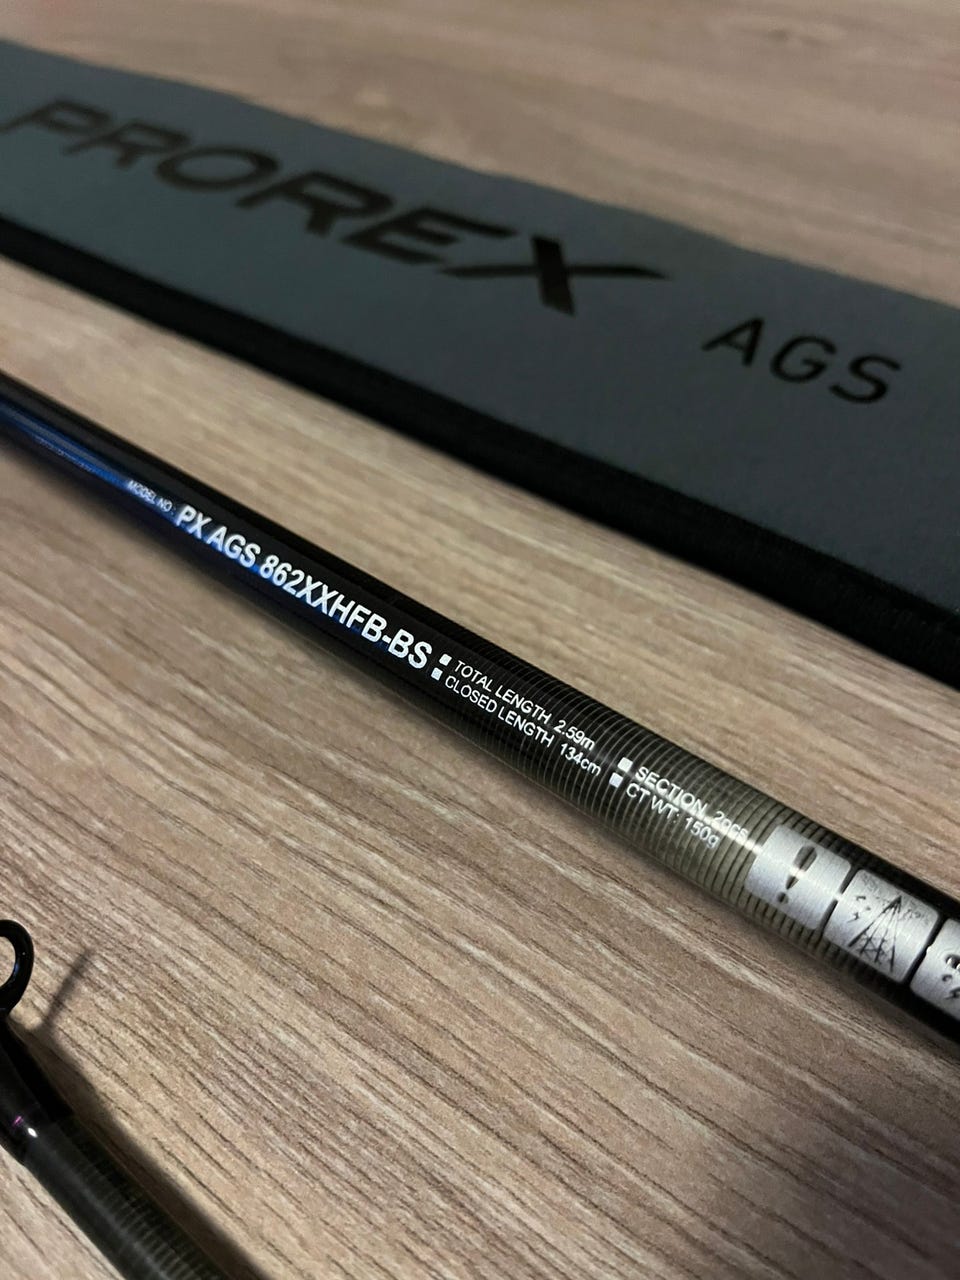 PROREX AGS
MODEL NO : PX AGS 862XXHFB-BS
TOTAL LENGTH 2.59m
CLOSED LENGTH 134cm
SECTION 2pcs
CT WT: 150g